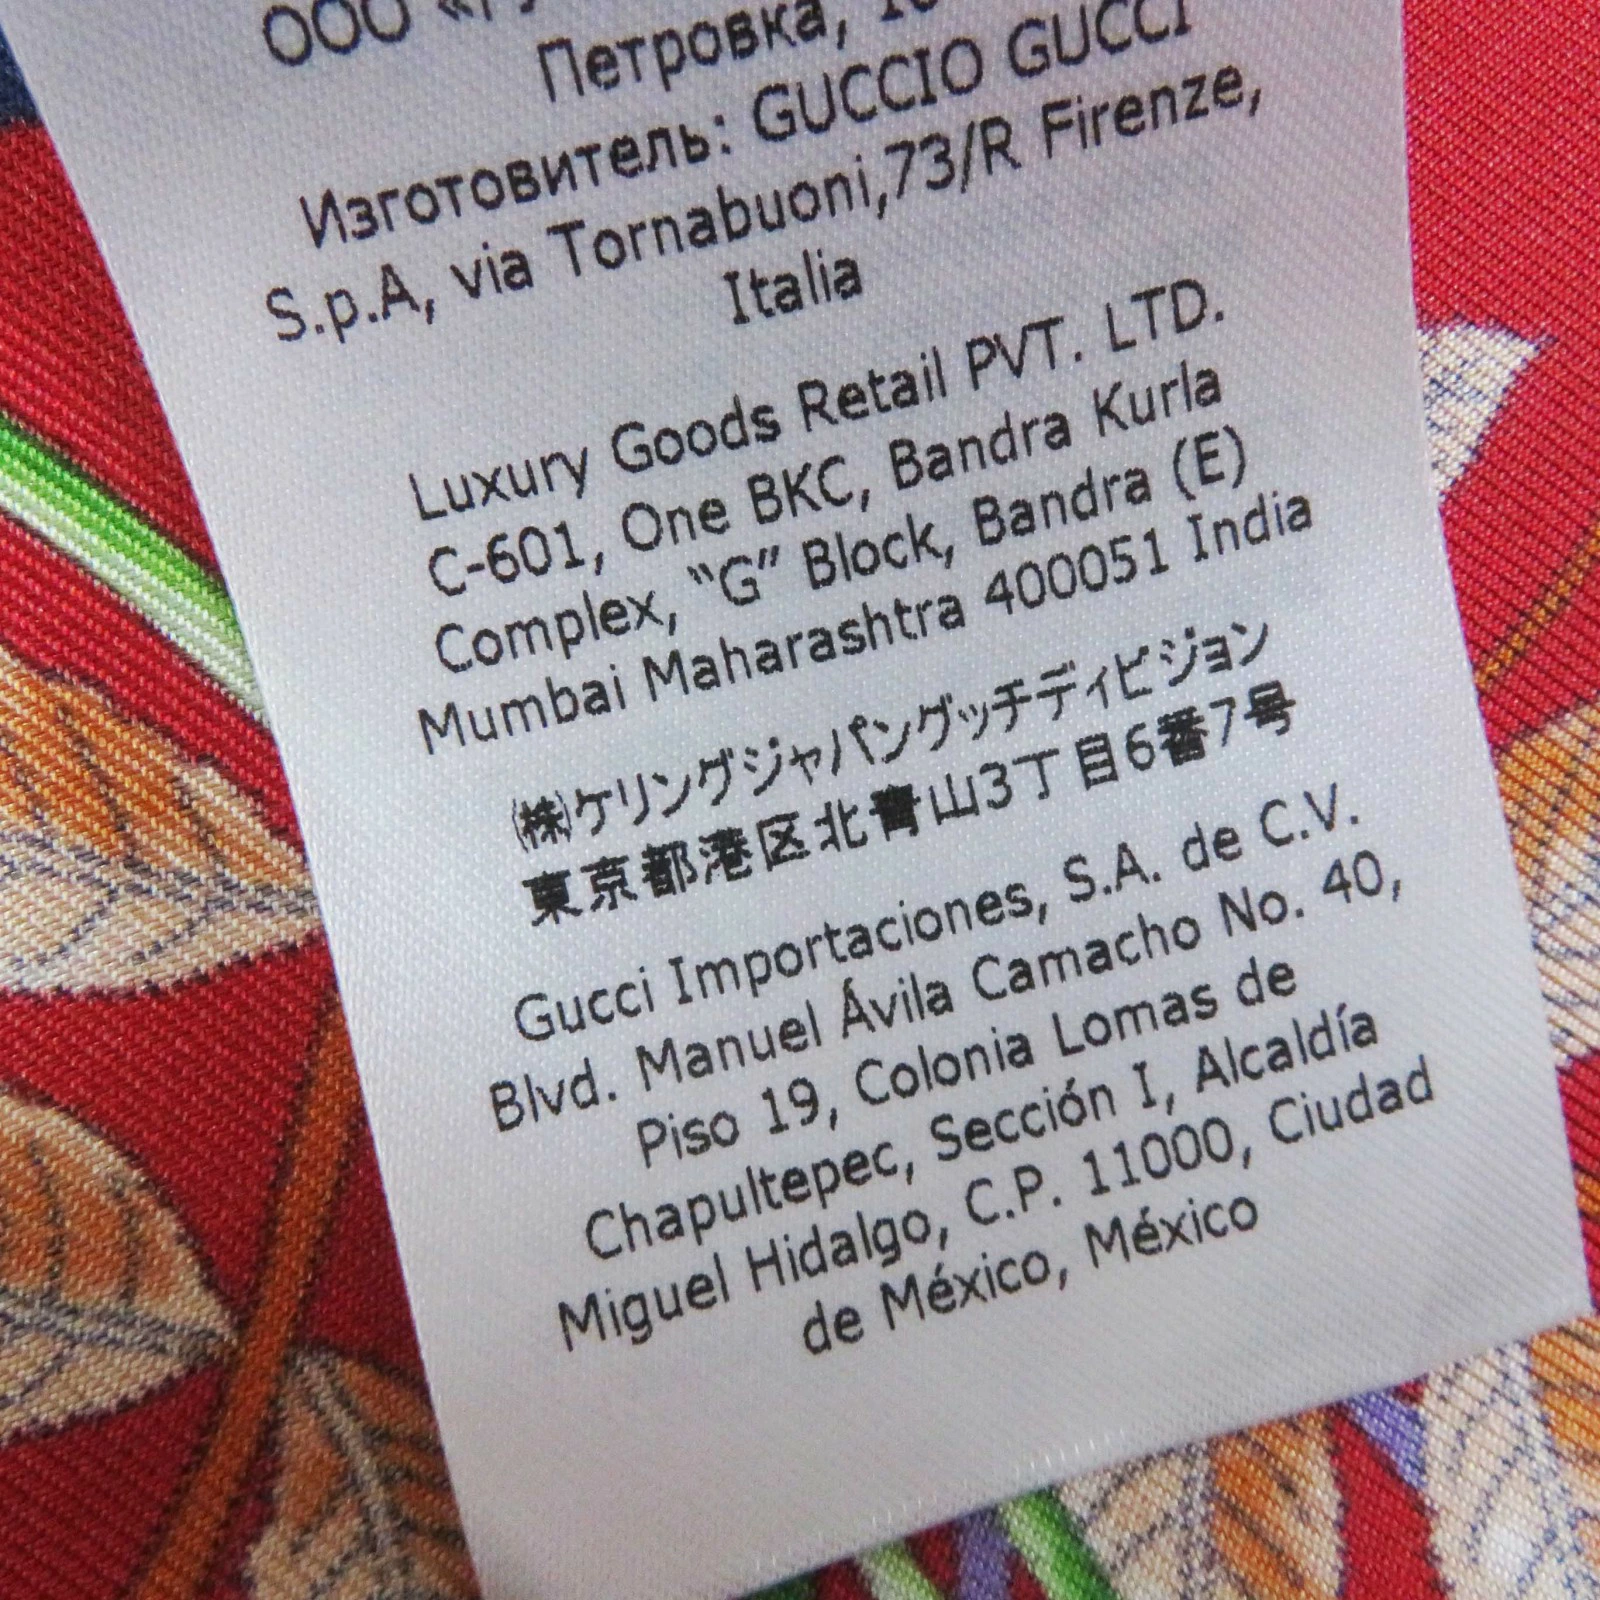 ООО «ГУ
Петровка,
Изготовитель: GUCCIO GUCCI
S.p.A, via Tornabuoni,73/R Firenze,
Italia
Luxury Goods Retail PVT. LTD.
C-601, One BKC, Bandra Kurla
Complex, “G” Block, Bandra (E)
Mumbai Maharashtra 400051 India
㈱ケリングジャパングッチディビジョン
東京都港区北青山3丁目6番7号
Gucci Importaciones, S.A. de C.V.
Blvd. Manuel Ávila Camacho No. 40,
Piso 19, Colonia Lomas de
Chapultepec, Sección I, Alcaldía
Miguel Hidalgo, C.P. 11000, Ciudad
de México, México